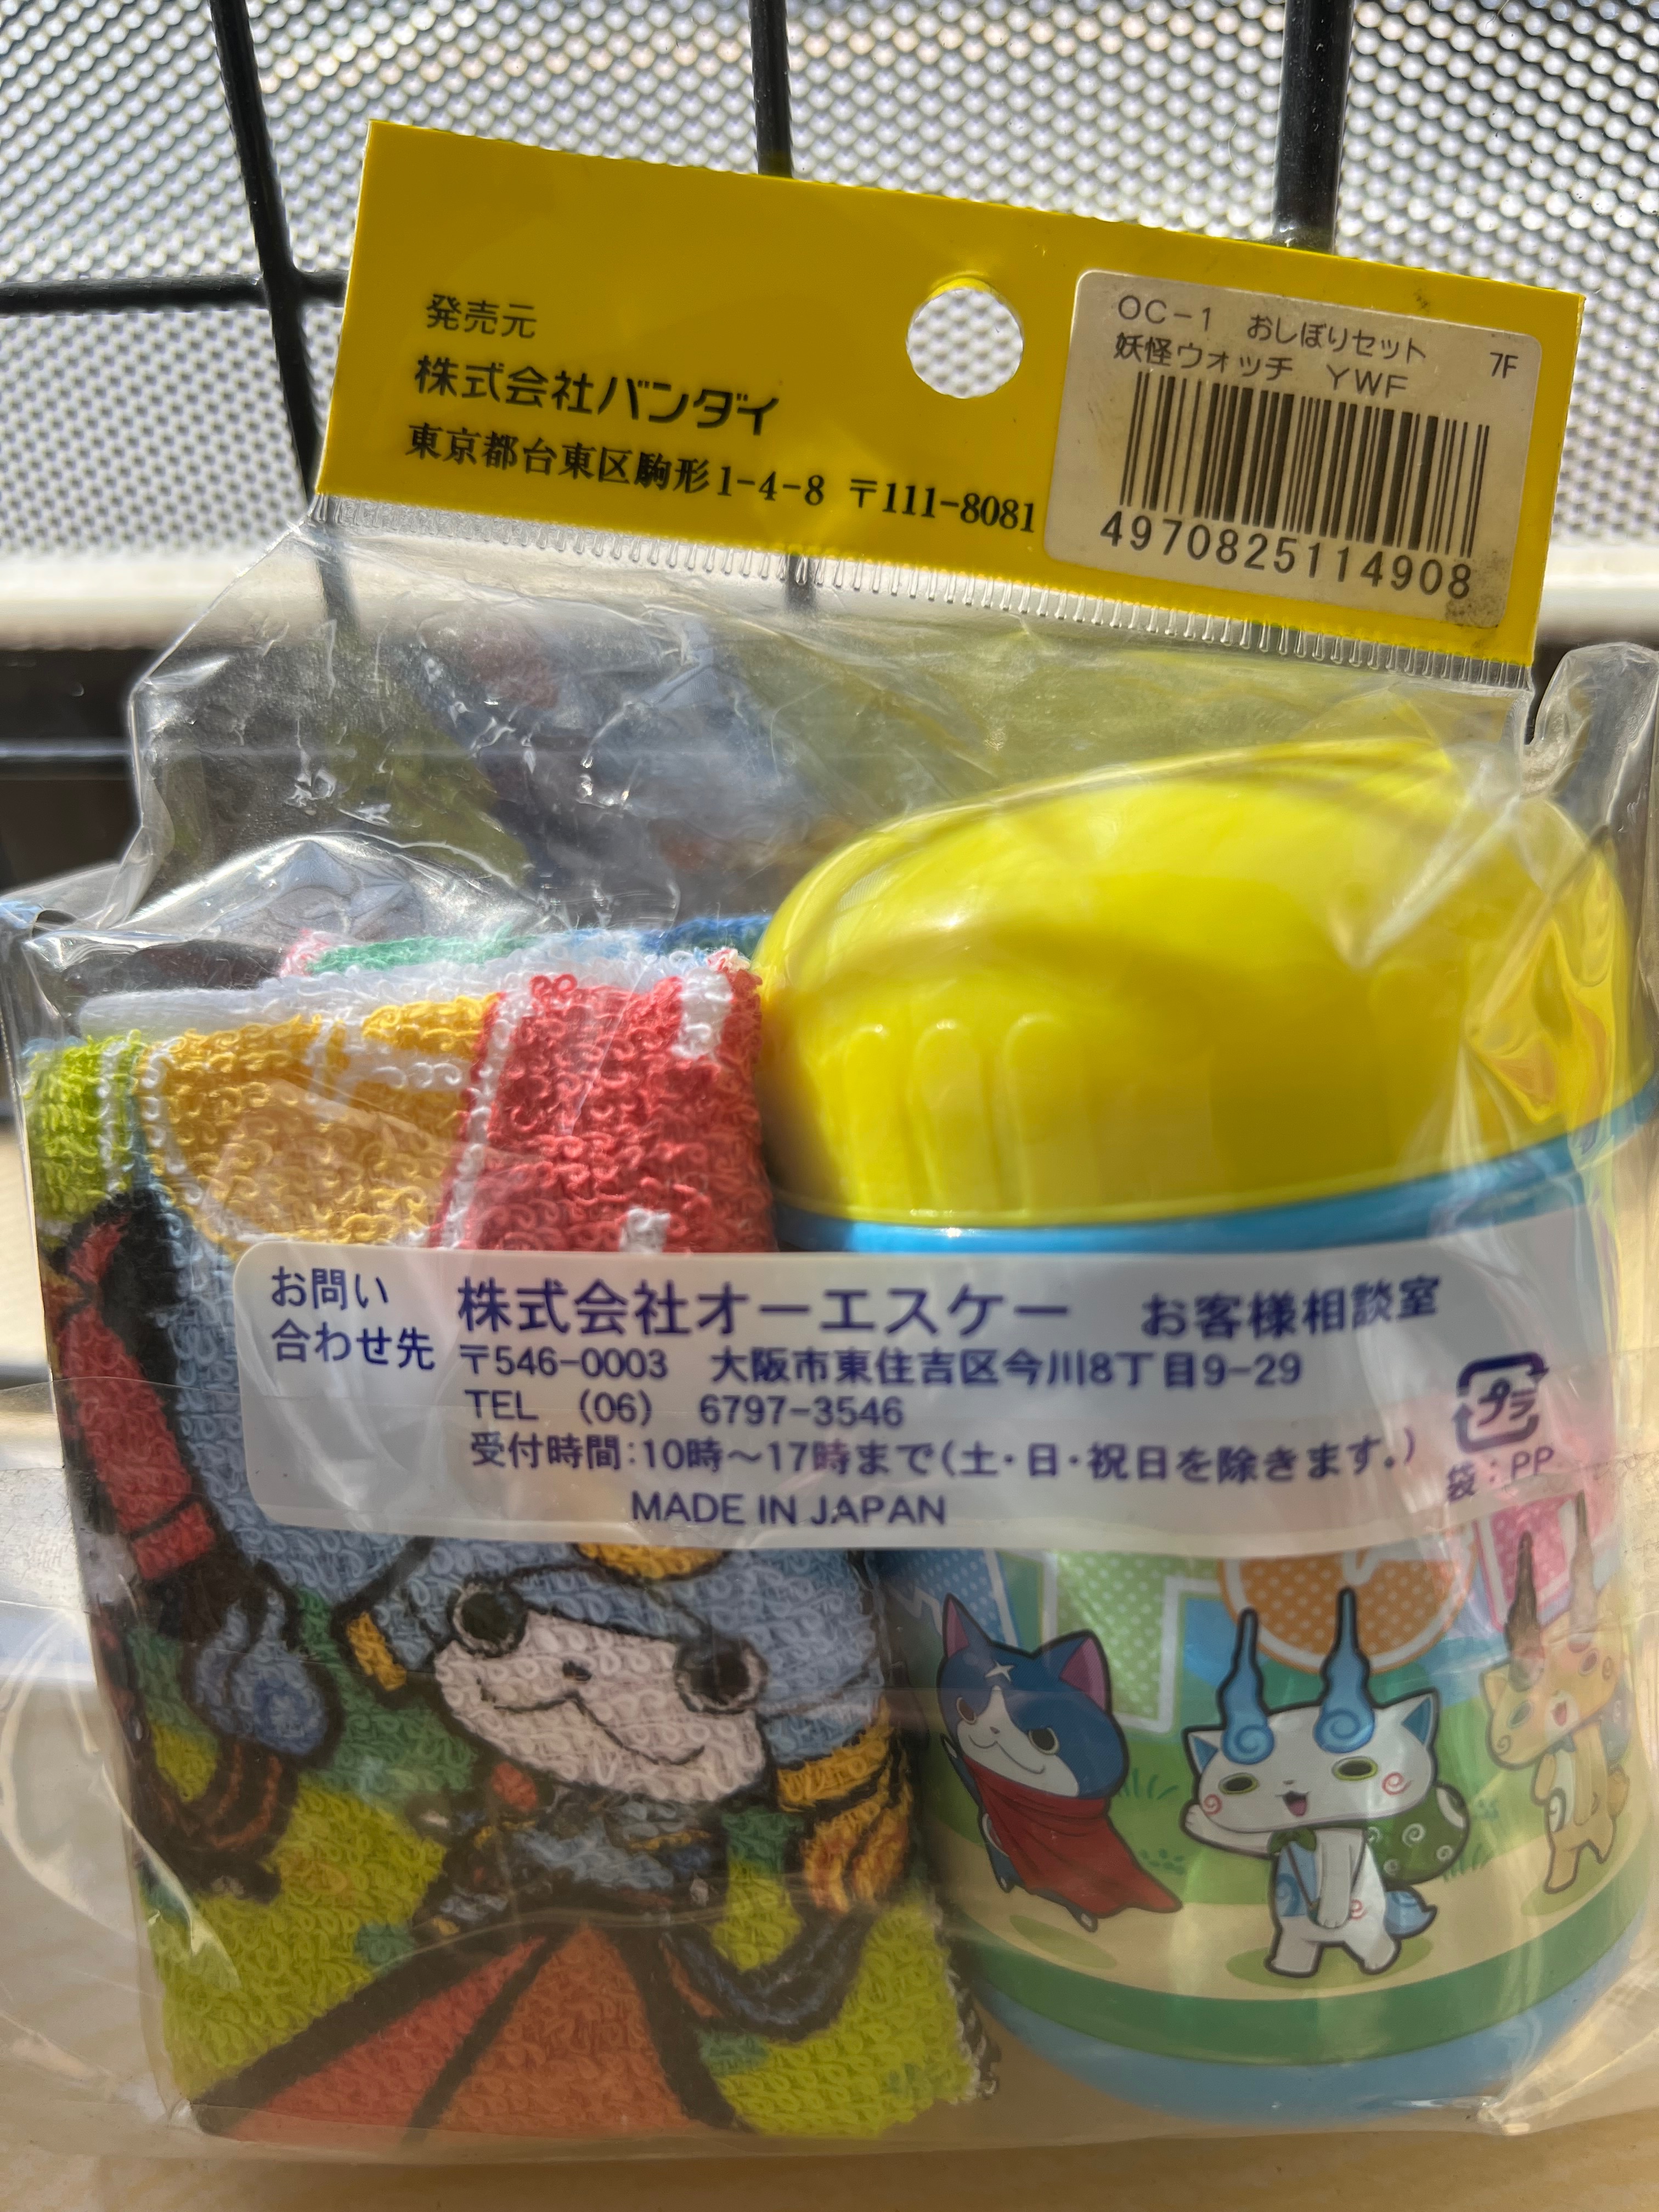 発売元
株式会社バンダイ
東京都台東区駒形1-4-8 〒111-8081
OC-1 おしぼりセット 7F
妖怪ウォッチ YWF
4970825114908
お問い
合わせ先
株式会社オーエスケー お客様相談室
〒546-0003 大阪市東住吉区今川8丁目9-29
TEL (06) 6797-3546
受付時間:10時～17時まで(土・日・祝日を除きます。)
MADE IN JAPAN
プラ
袋:PP